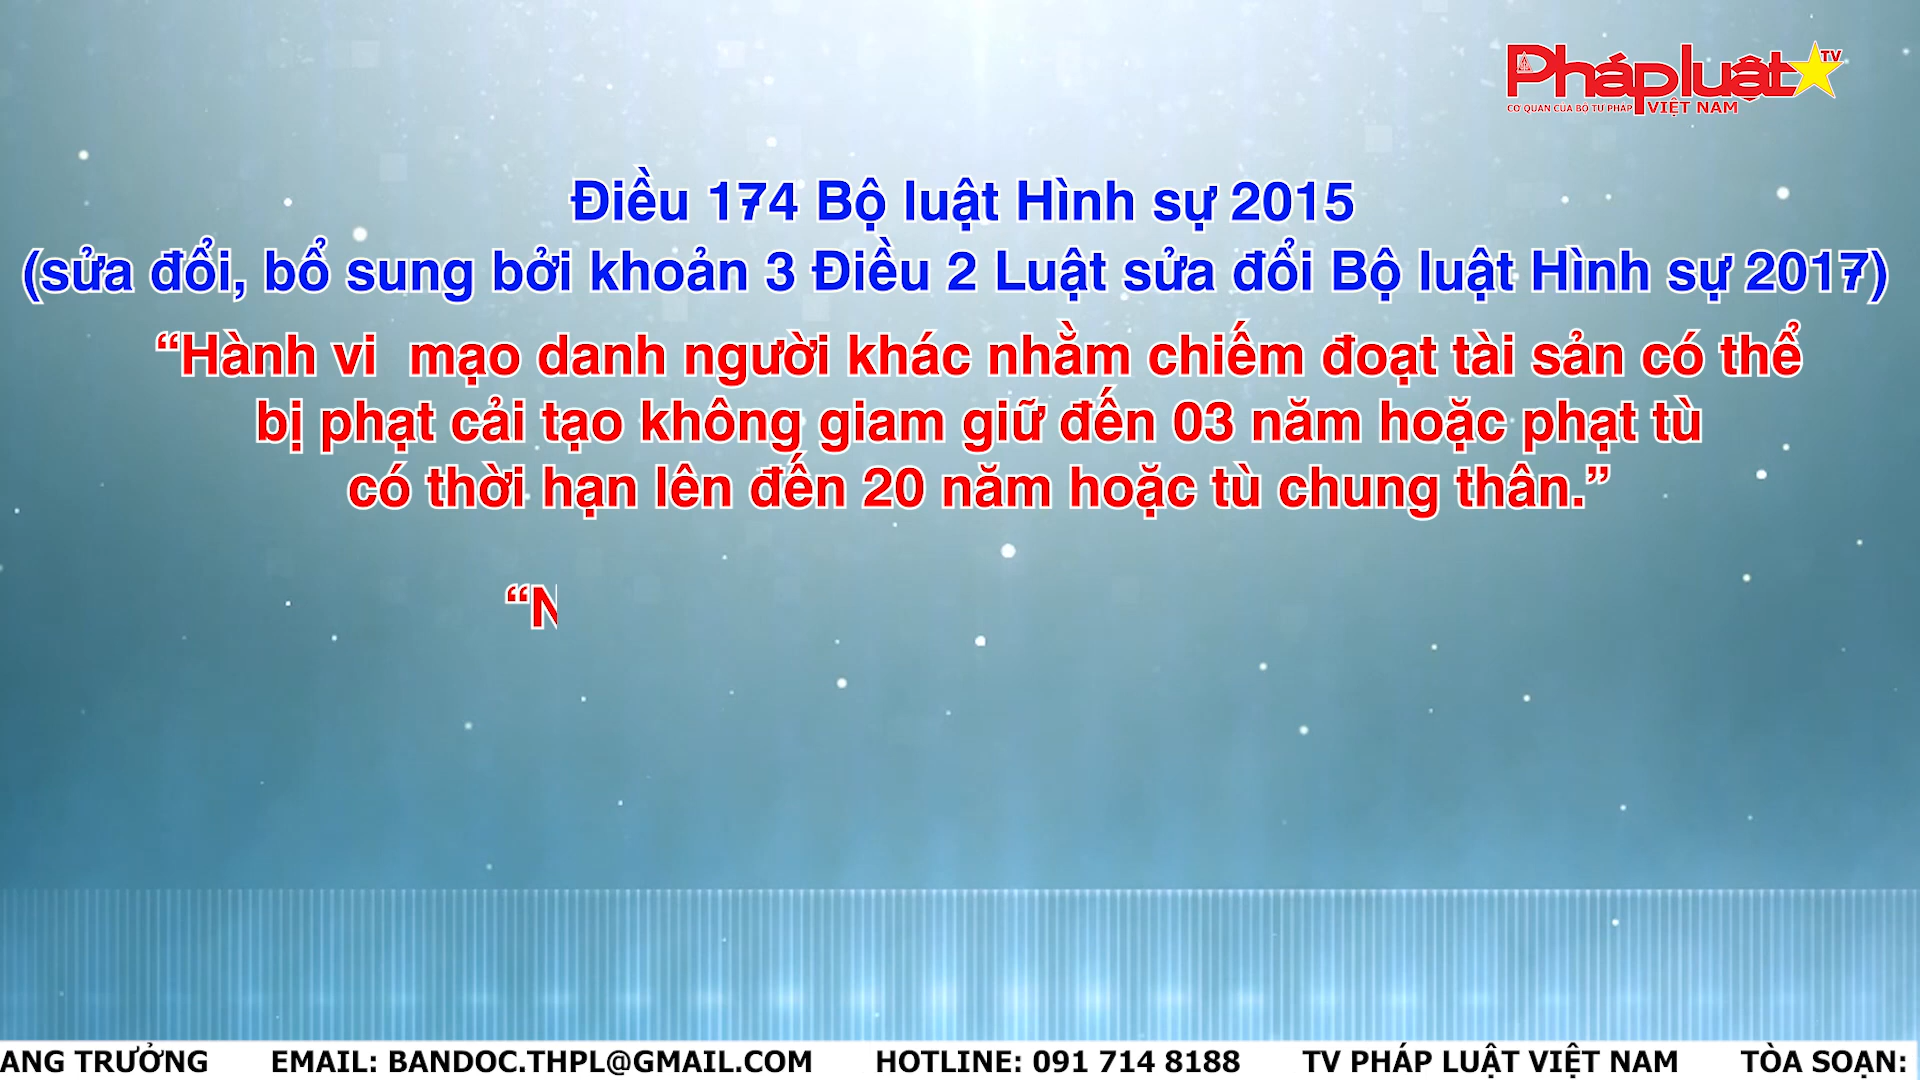 Pháp luật TV
CƠ QUAN CỦA BỘ TƯ PHÁP VIỆT NAM
Điều 174 Bộ luật Hình sự 2015
(sửa đổi, bổ sung bởi khoản 3 Điều 2 Luật sửa đổi Bộ luật Hình sự 2017)
“Hành vi mạo danh người khác nhằm chiếm đoạt tài sản có thể
bị phạt cải tạo không giam giữ đến 03 năm hoặc phạt tù
có thời hạn lên đến 20 năm hoặc tù chung thân.”
“N
ANG TRƯỞNG EMAIL: BANDOC.THPL@GMAIL.COM HOTLINE: 091 714 8188 TV PHÁP LUẬT VIỆT NAM TÒA SOẠN: